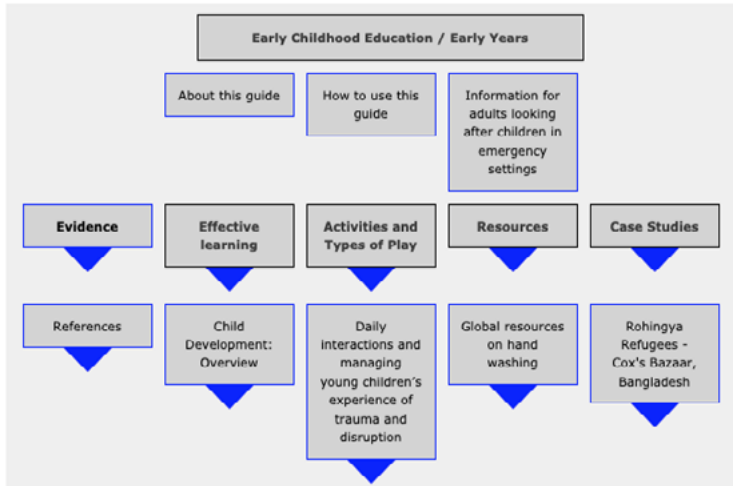 Early Childhood Education / Early Years
About this guide
How to use this
guide
Information for
adults looking
after children in
emergency
settings
Evidence
Effective
learning
Activities and
Types of Play
Resources
Case Studies
References
Child
Development:
Overview
Daily
interactions and
managing
young children's
experience of
trauma and
disruption
Global resources
on hand
washing
Rohingya
Refugees -
Cox's Bazaar,
Bangladesh